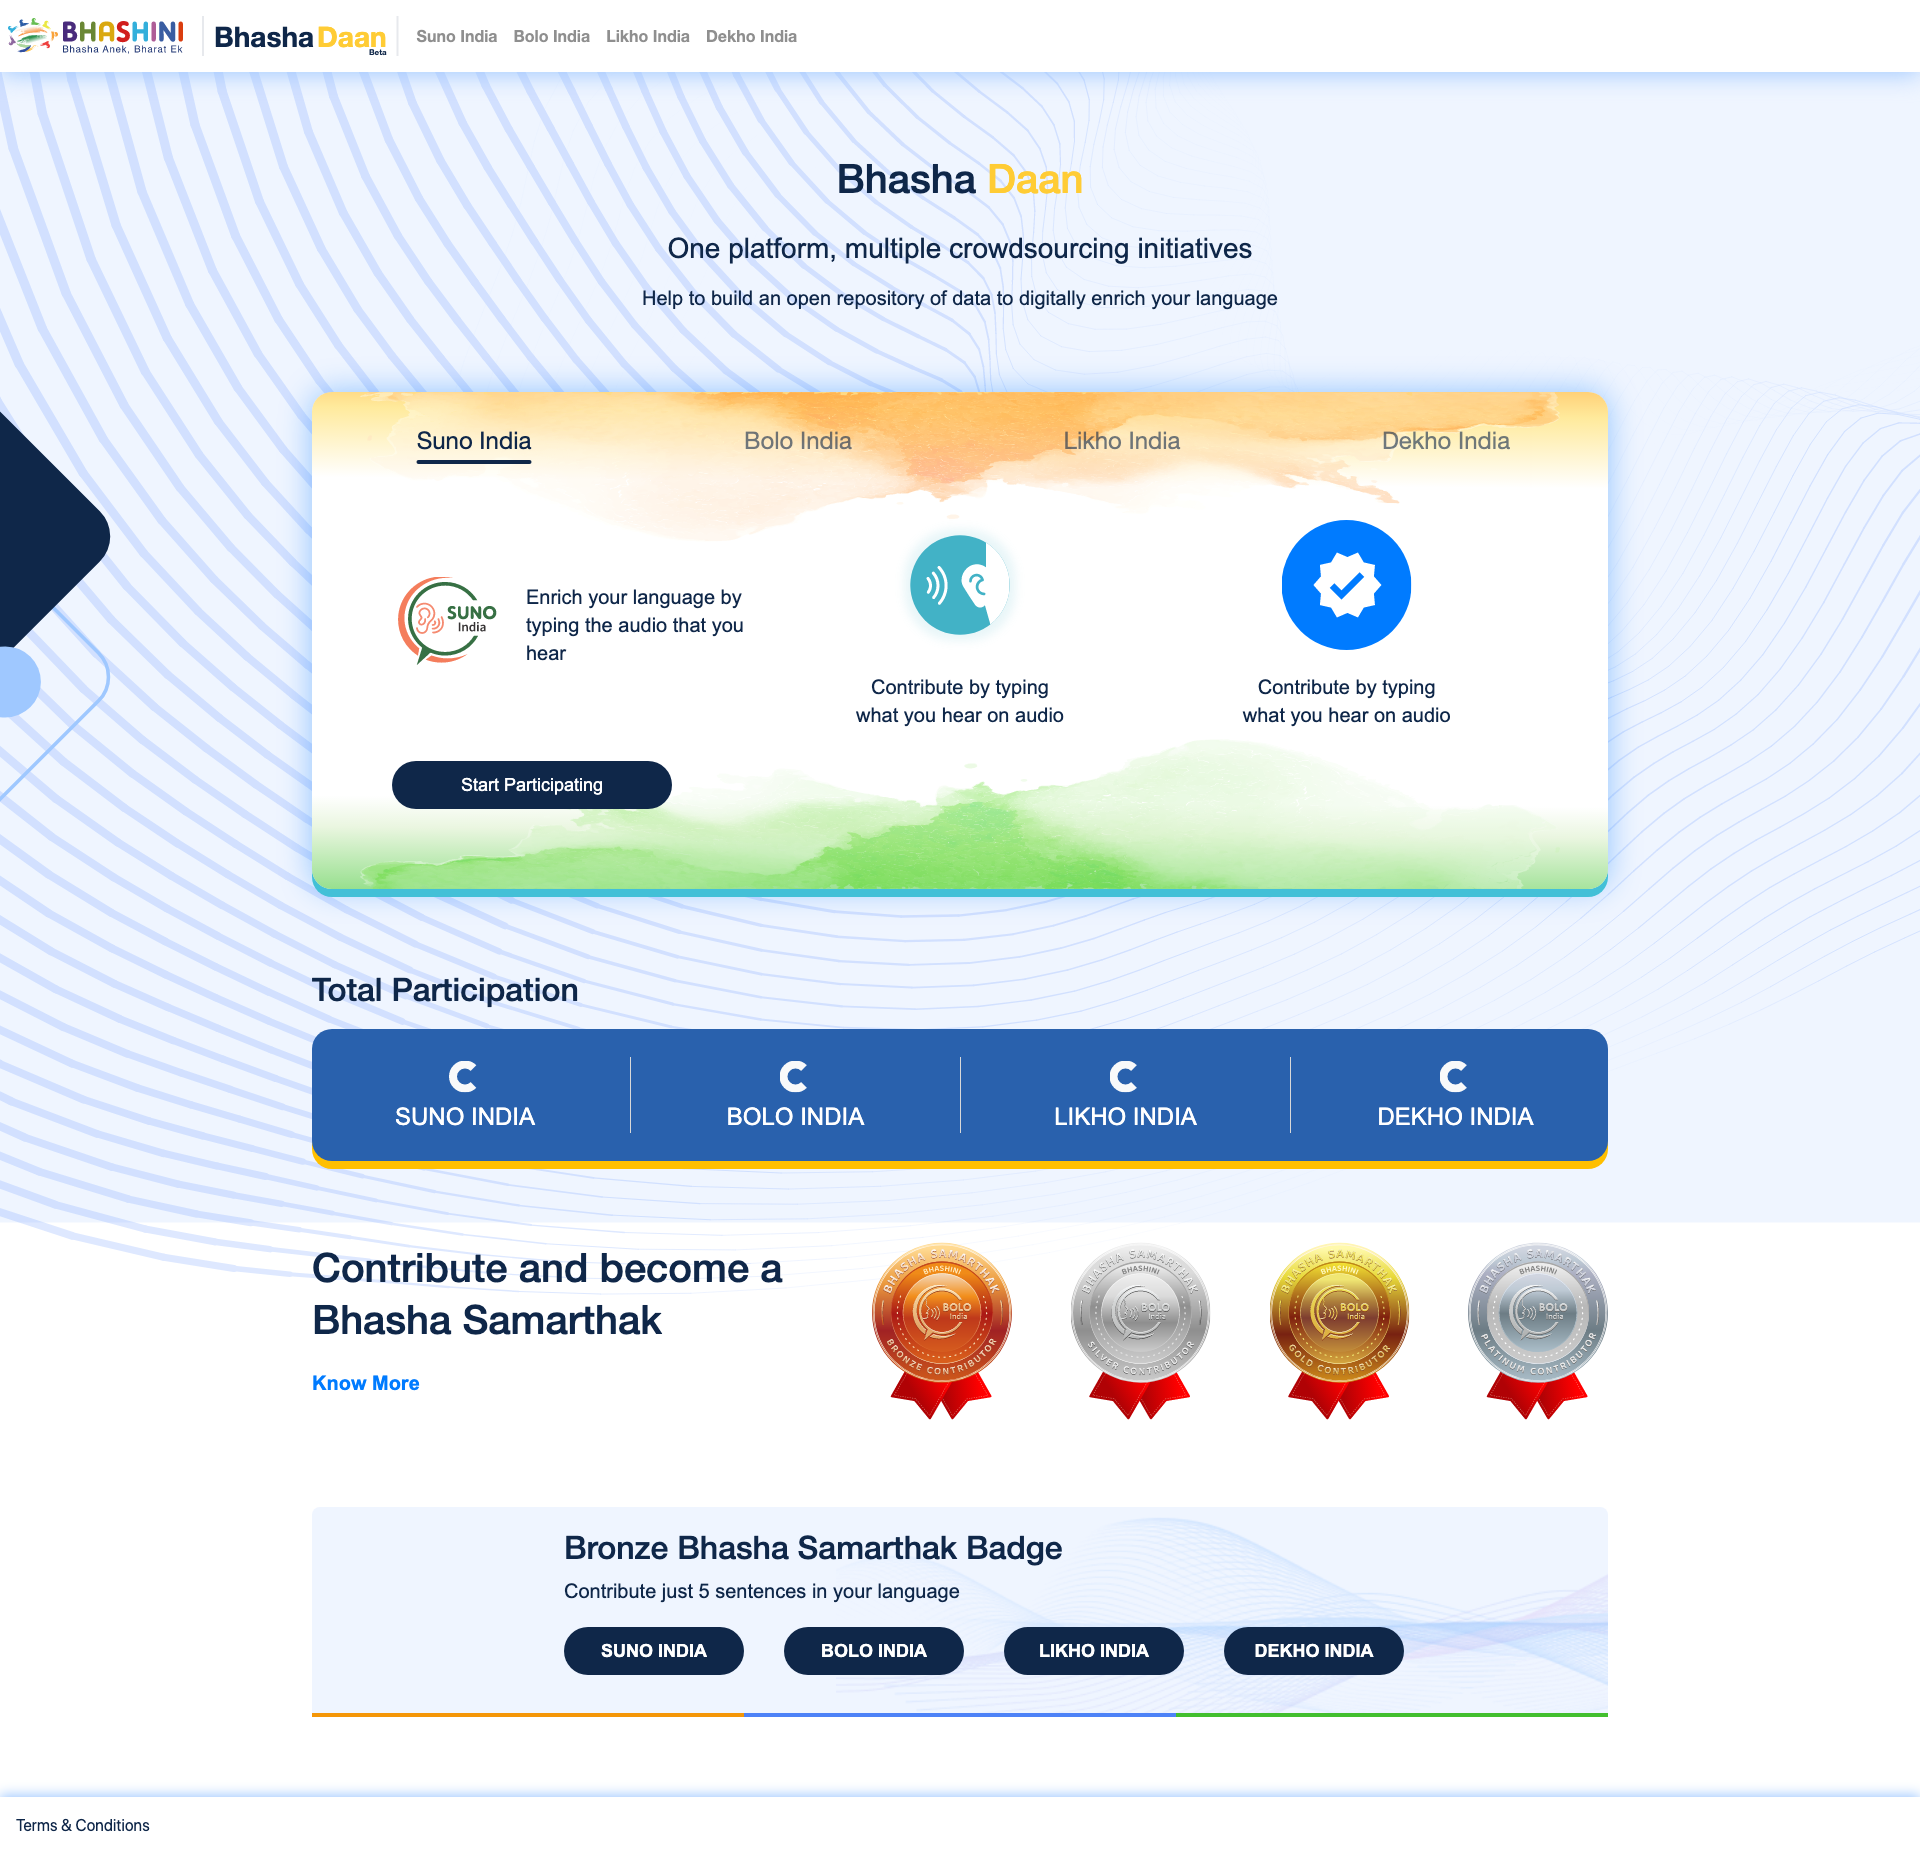 BHASHINI
Bhasha Anek, Bharat Ek
Bhasha Daan
Beta
Suno India
Bolo India
Likho India
Dekho India
Bhasha Daan
One platform, multiple crowdsourcing initiatives
Help to build an open repository of data to digitally enrich your language
Suno India
Bolo India
Likho India
Dekho India
SUNO
India
Enrich your language by
typing the audio that you
hear
Contribute by typing
what you hear on audio
Contribute by typing
what you hear on audio
Start Participating
Total Participation
SUNO INDIA
BOLO INDIA
LIKHO INDIA
DEKHO INDIA
Contribute and become a
Bhasha Samarthak
Know More
BHASHA SAMARTHAK
BHASHINI
BOLO
India
BRONZE CONTRIBUTOR
BHASHA SAMARTHAK
BHASHINI
BOLO
India
SILVER CONTRIBUTOR
BHASHA SAMARTHAK
BHASHINI
BOLO
India
GOLD CONTRIBUTOR
BHASHA SAMARTHAK
BHASHINI
BOLO
India
PLATINUM CONTRIBUTOR
Bronze Bhasha Samarthak Badge
Contribute just 5 sentences in your language
SUNO INDIA
BOLO INDIA
LIKHO INDIA
DEKHO INDIA
Terms & Conditions